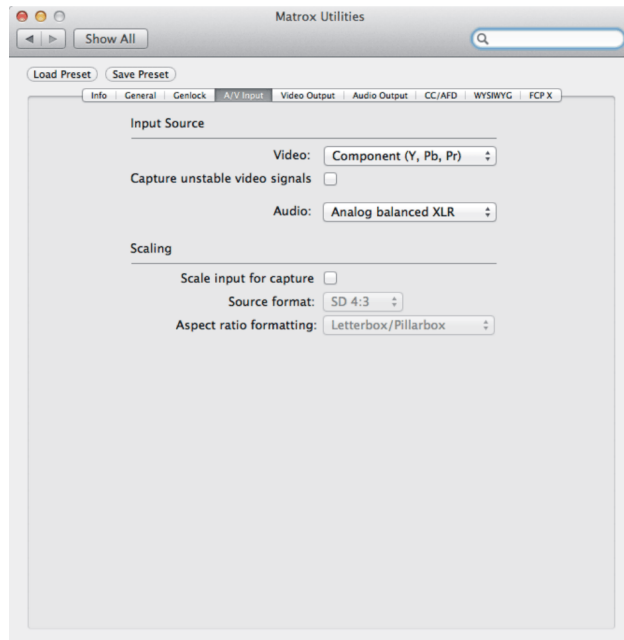 Matrox Utilities
Show All
Load Preset Save Preset
Info General Genlock A/V Input Video Output Audio Output CC/AFD WYSIWYG FCP X
Input Source
Video: Component (Y, Pb, Pr)
Capture unstable video signals
Audio: Analog balanced XLR
Scaling
Scale input for capture
Source format: SD 4:3
Aspect ratio formatting: Letterbox/Pillarbox